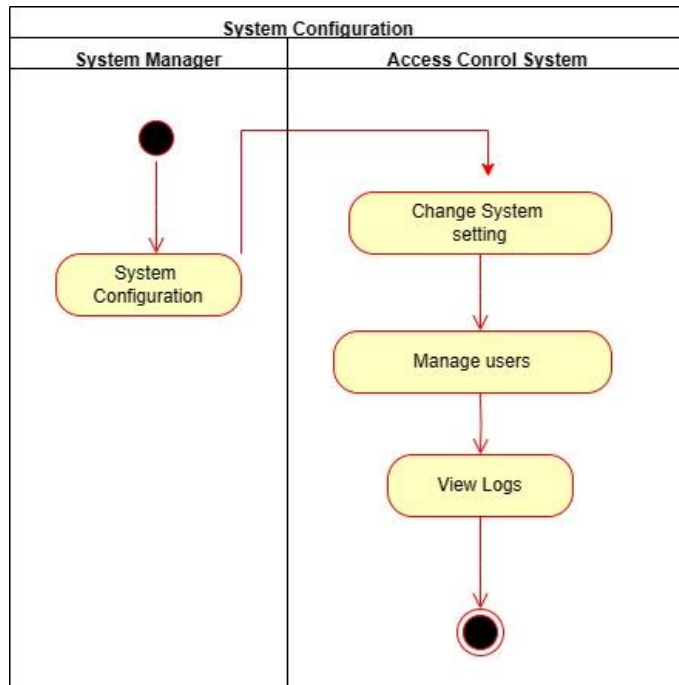 System Configuration
System Manager
Access Conrol System
System
Configuration
Change System
setting
Manage users
View Logs